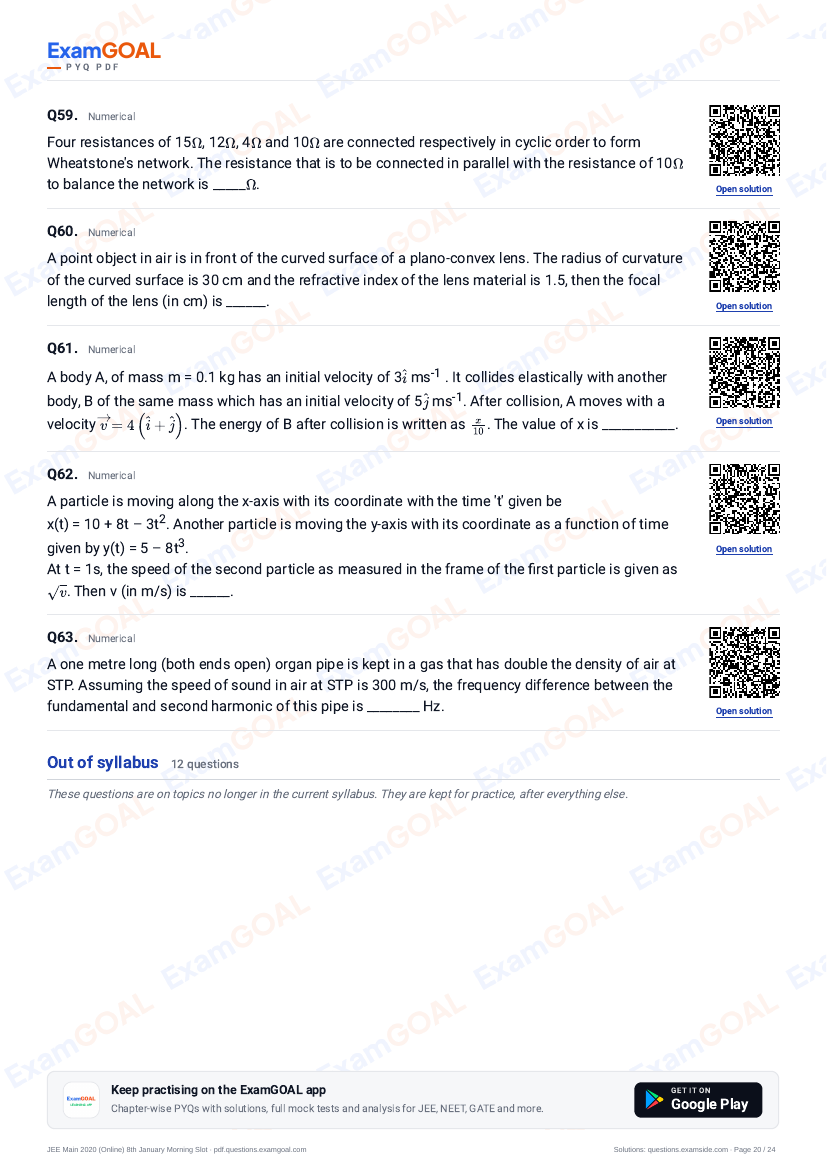 ExamGOAL
PYQ PDF
Q59. Numerical
Four resistances of 15Ω, 12Ω, 4Ω and 10Ω are connected respectively in cyclic order to form
Wheatstone's network. The resistance that is to be connected in parallel with the resistance of 10Ω
to balance the network is _____Ω.
Open solution
Q60. Numerical
A point object in air is in front of the curved surface of a plano-convex lens. The radius of curvature
of the curved surface is 30 cm and the refractive index of the lens material is 1.5, then the focal
length of the lens (in cm) is ______.
Open solution
Q61. Numerical
A body A, of mass m = 0.1 kg has an initial velocity of 3î ms⁻¹ . It collides elastically with another
body, B of the same mass which has an initial velocity of 5ĵ ms⁻¹. After collision, A moves with a
velocity v⃗ = 4 (î + ĵ). The energy of B after collision is written as x/10. The value of x is ___________.
Open solution
Q62. Numerical
A particle is moving along the x-axis with its coordinate with the time 't' given be
x(t) = 10 + 8t – 3t². Another particle is moving the y-axis with its coordinate as a function of time
given by y(t) = 5 – 8t³.
At t = 1s, the speed of the second particle as measured in the frame of the first particle is given as
√v. Then v (in m/s) is ______.
Open solution
Q63. Numerical
A one metre long (both ends open) organ pipe is kept in a gas that has double the density of air at
STP. Assuming the speed of sound in air at STP is 300 m/s, the frequency difference between the
fundamental and second harmonic of this pipe is ________ Hz.
Open solution
Out of syllabus 12 questions
These questions are on topics no longer in the current syllabus. They are kept for practice, after everything else.
ExamGOAL
Keep practising on the ExamGOAL app
Chapter-wise PYQs with solutions, full mock tests and analysis for JEE, NEET, GATE and more.
GET IT ON
Google Play
JEE Main 2020 (Online) 8th January Morning Slot · pdf.questions.examgoal.com
Solutions: questions.examside.com · Page 20 / 24